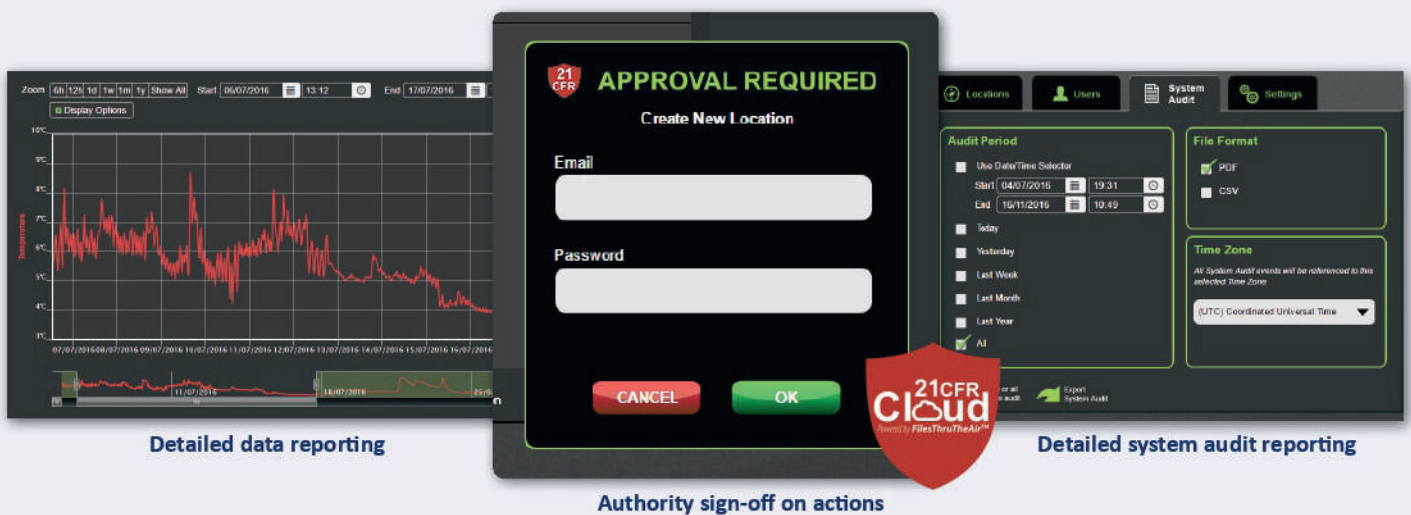 Zoom 6h 12h 1d 1w 1m 1y Show All Start 06/07/2016 13:12 End 17/07/2016
Display Options
10°C
9°C
8°C
7°C
6°C
5°C
4°C
3°C
Temperature
07/07/2016 08/07/2016 09/07/2016 10/07/2016 11/07/2016 12/07/2016 13/07/2016 14/07/2016 15/07/2016 16/07/2016
11/07/2016 18/07/2016 25/0
Detailed data reporting
21
CFR
APPROVAL REQUIRED
Create New Location
Email
Password
CANCEL OK
Authority sign-off on actions
Locations Users System
Audit Settings
Audit Period
Use Date/Time Selector
Start 04/07/2016 19:31
End 16/11/2016 10:49
Today
Yesterday
Last Week
Last Month
Last Year
All
or all
audit
Export
System Audit
File Format
PDF
CSV
Time Zone
All System Audit events will be referenced to this
selected Time Zone
(UTC) Coordinated Universal Time
21CFR
Cloud
Powered by FilesThruTheAir™
Detailed system audit reporting